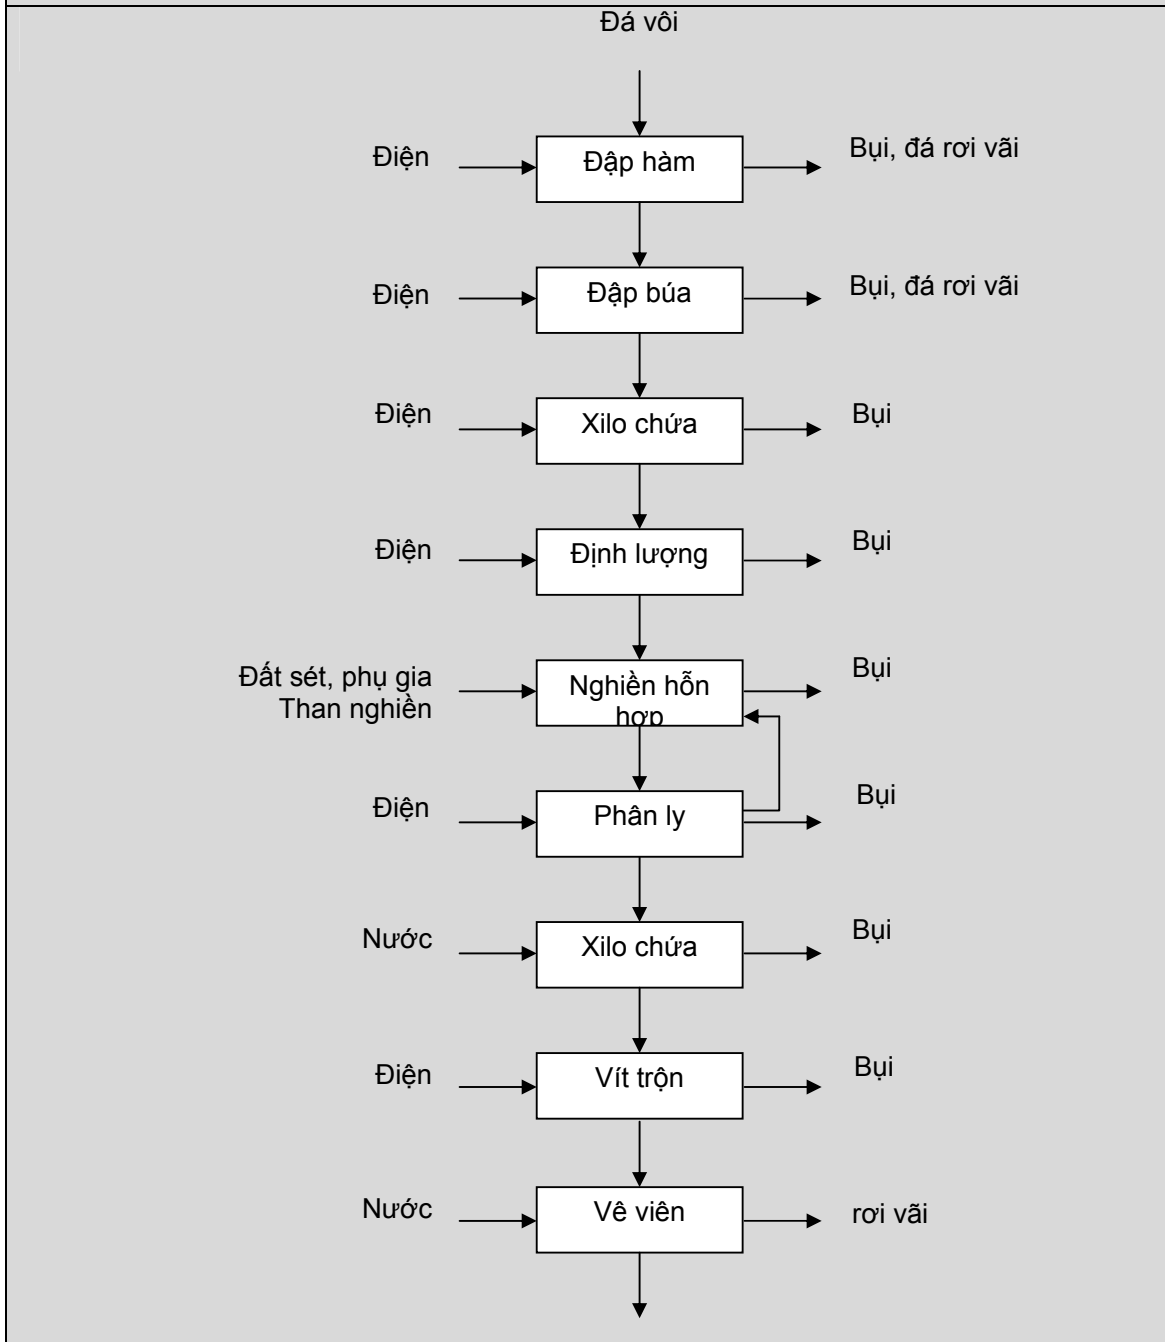 Đá vôi
Điện
Đập hàm
Bụi, đá rơi vãi
Điện
Đập búa
Bụi, đá rơi vãi
Điện
Xilo chứa
Bụi
Điện
Định lượng
Bụi
Đất sét, phụ gia
Than nghiền
Nghiền hỗn
hợp
Bụi
Điện
Phân ly
Bụi
Nước
Xilo chứa
Bụi
Điện
Vít trộn
Bụi
Nước
Vê viên
rơi vãi